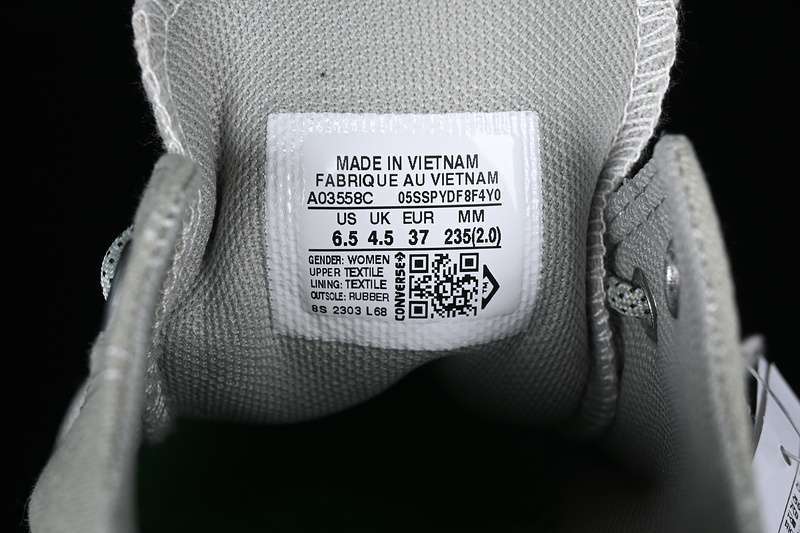 MADE IN VIETNAM
FABRIQUE AU VIETNAM
A03558C 05SSPYDF8F4Y0
US UK EUR MM
6.5 4.5 37 235(2.0)
GENDER: WOMEN
UPPER TEXTILE
LINING: TEXTILE
OUTSOLE: RUBBER
8S 2303 L68
CONVERSE
TM